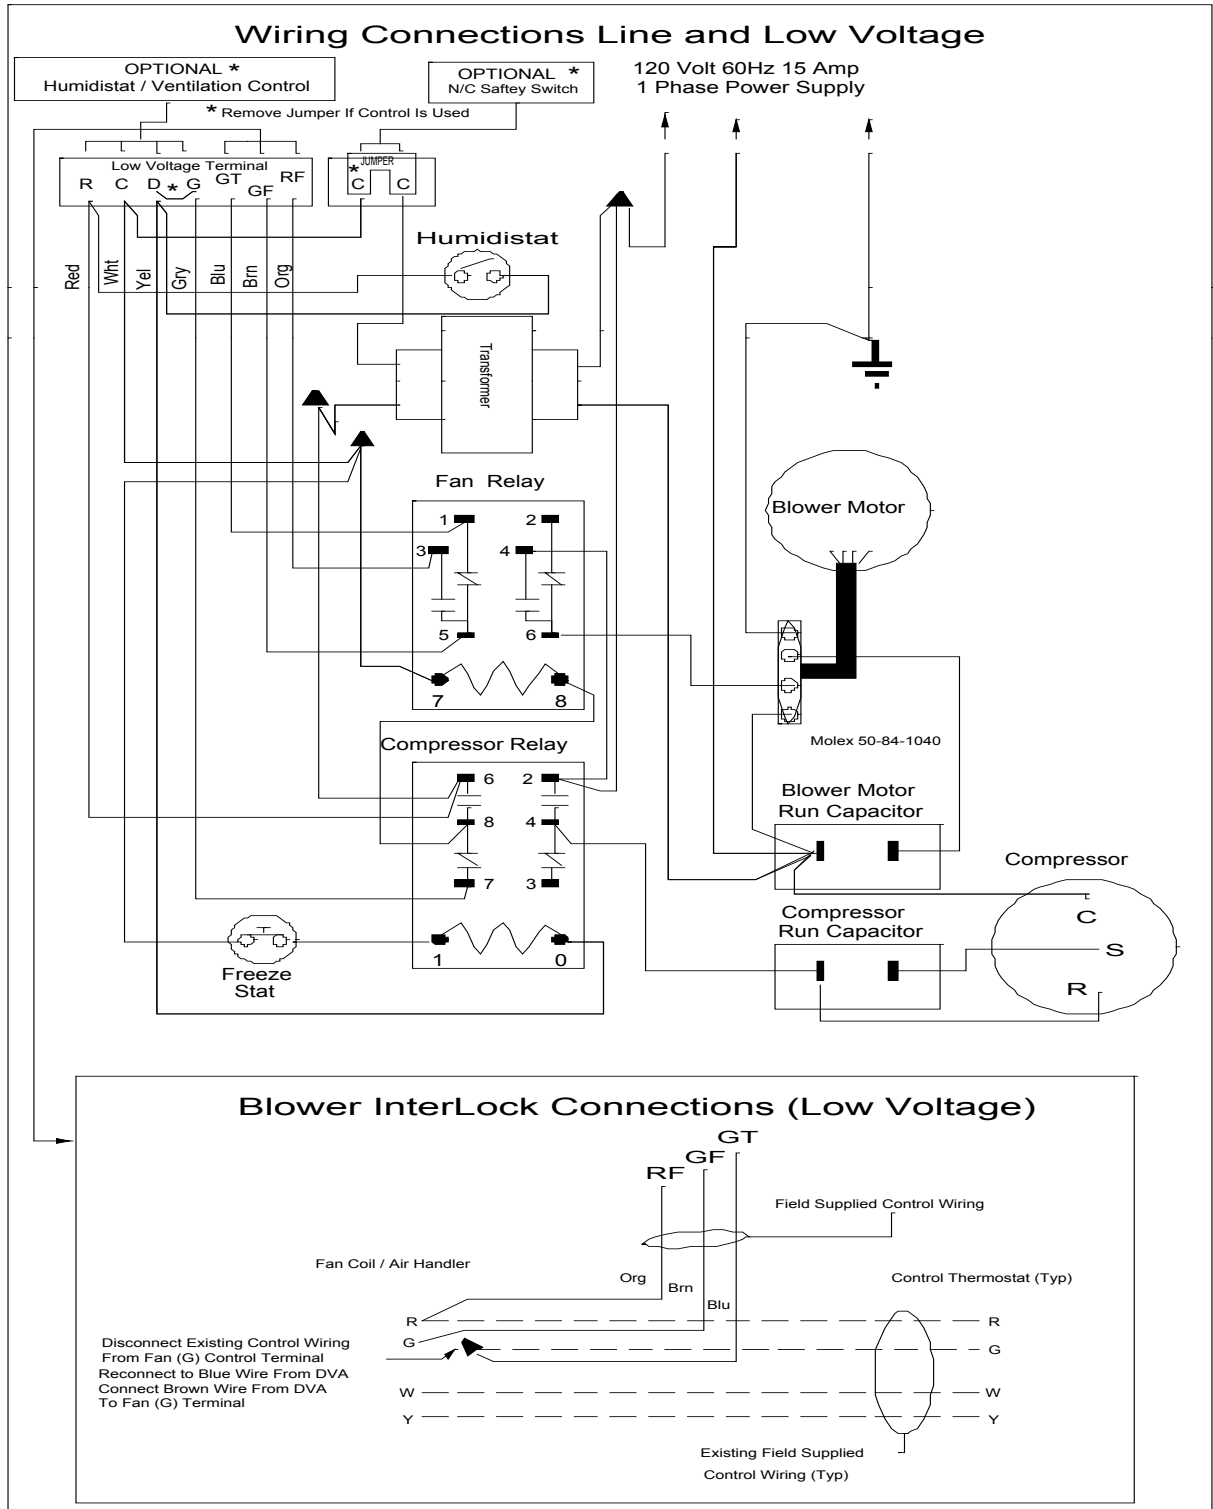 Wiring Connections Line and Low Voltage
OPTIONAL *
Humidistat / Ventilation Control
OPTIONAL *
N/C Saftey Switch
120 Volt 60Hz 15 Amp
1 Phase Power Supply
* Remove Jumper If Control Is Used
Low Voltage Terminal
R C D * G GT GF RF
JUMPER
*
C C
Humidistat
Red
Wht
Yel
Gry
Blu
Brn
Org
Transformer
Fan Relay
1 2
3 4
5 6
7 8
Blower Motor
Molex 50-84-1040
Compressor Relay
6 2
8 4
7 3
1 0
Blower Motor
Run Capacitor
Compressor
C
S
R
Compressor
Run Capacitor
Freeze
Stat
Blower InterLock Connections (Low Voltage)
GT
GF
RF
Field Supplied Control Wiring
Fan Coil / Air Handler
Org
Brn
Blu
Control Thermostat (Typ)
R R
G G
W W
Y Y
Disconnect Existing Control Wiring
From Fan (G) Control Terminal
Reconnect to Blue Wire From DVA
Connect Brown Wire From DVA
To Fan (G) Terminal
Existing Field Supplied
Control Wiring (Typ)